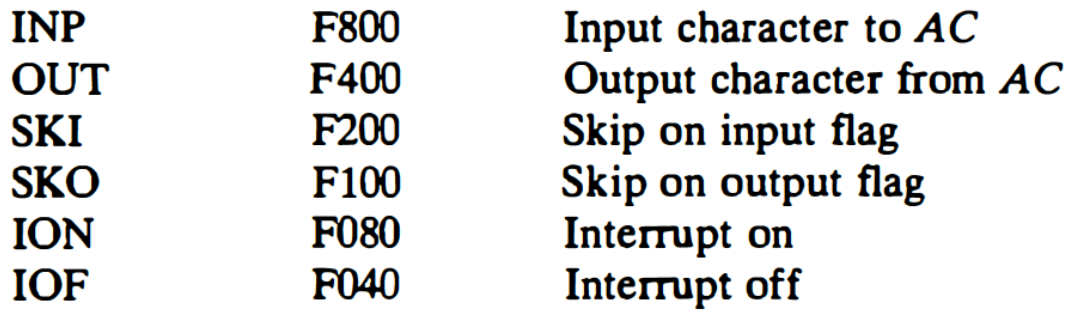 INP F800 Input character to AC
OUT F400 Output character from AC
SKI F200 Skip on input flag
SKO F100 Skip on output flag
ION F080 Interrupt on
IOF F040 Interrupt off